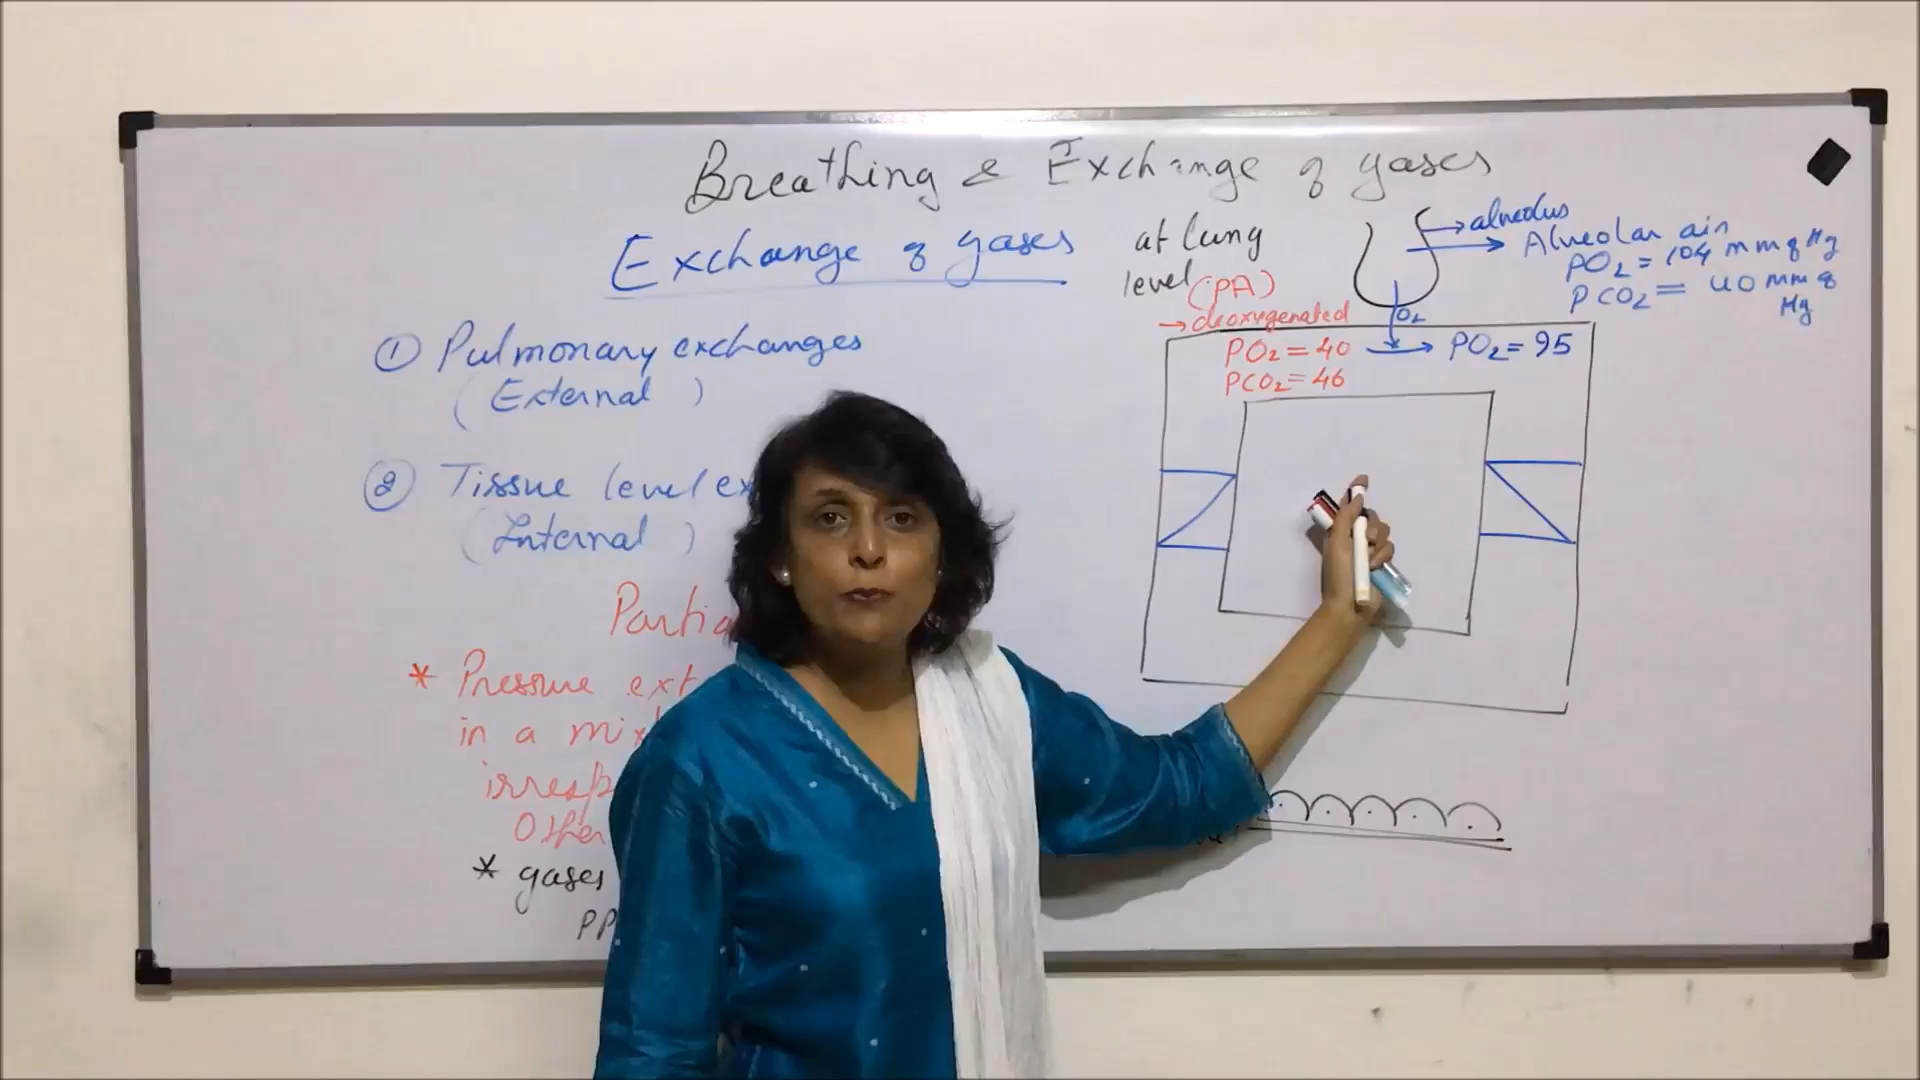 Breathing & Exchange of gases
Exchange of gases
① Pulmonary exchanges
(External)
② Tissue level ex
(Internal)
Partia
* Pressure ext
in a mix
irresp
Other
* gases
PP
at lung
level (PA)
→ deoxygenated
PO₂ = 40 → PO₂ = 95
PCO₂ = 46
O₂
→ alveolus
→ Alveolar air
PO₂ = 104 mm of Hg
PCO₂ = 40 mm of
Hg